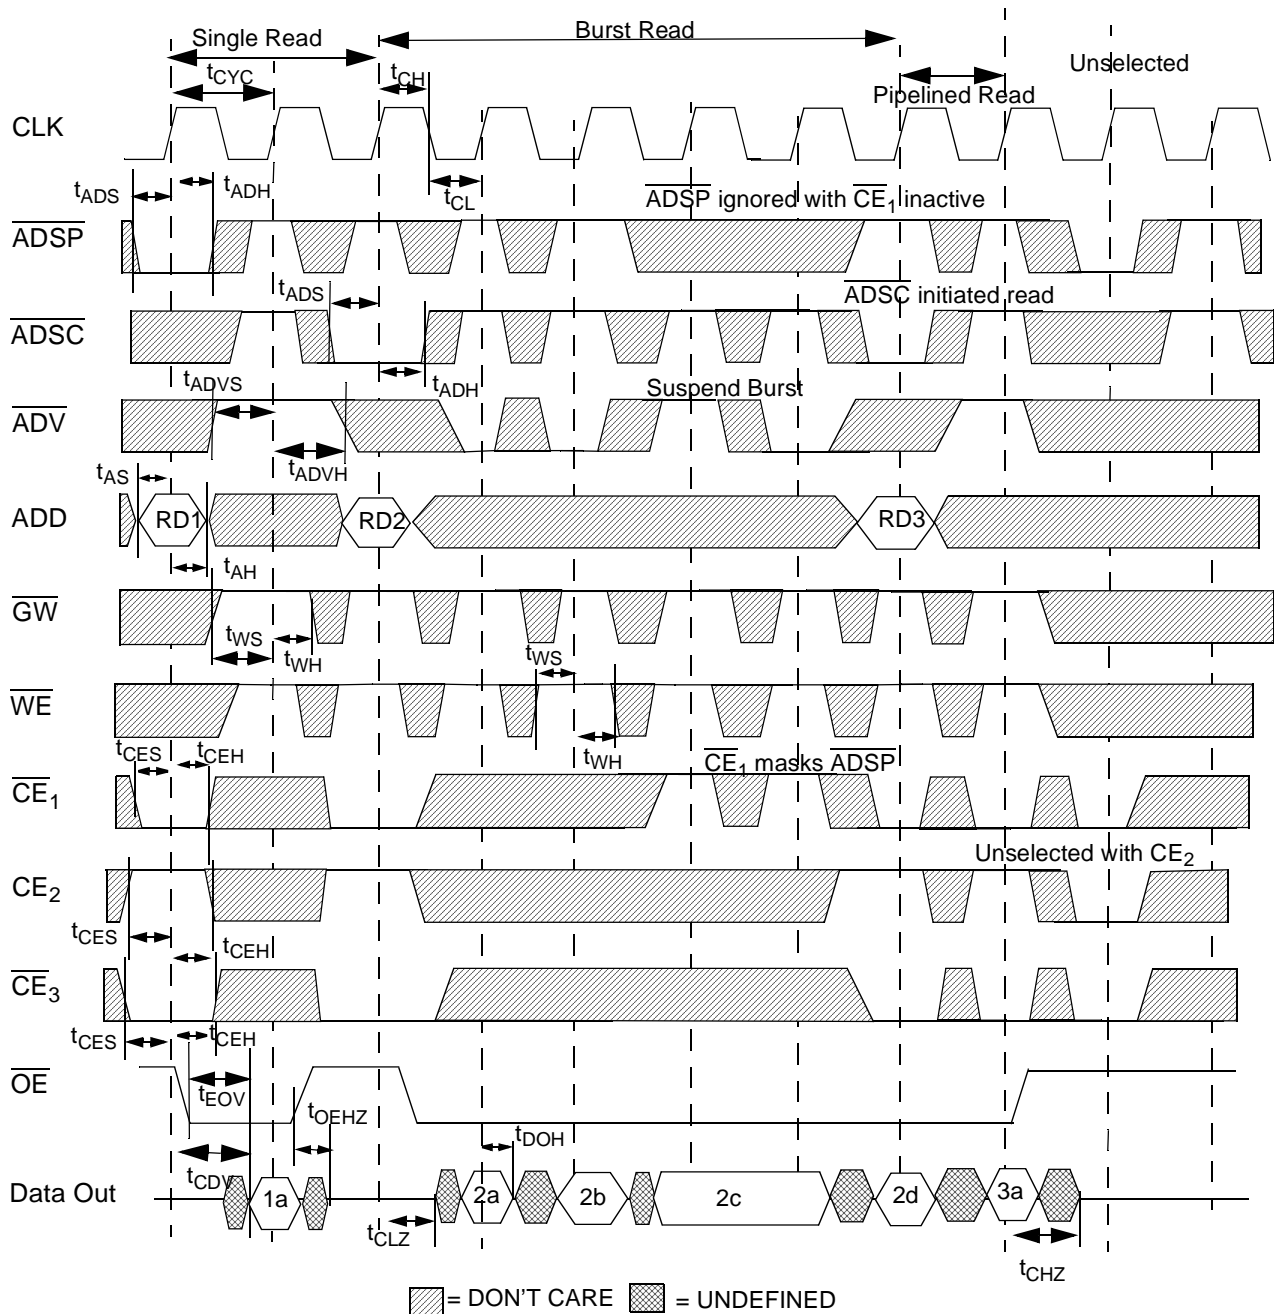 Single Read
Burst Read
Unselected
tCYC
tCH
Pipelined Read
CLK
tADS
tADH
tCL
ADSP ignored with CE1 inactive
ADSP
tADS
ADSC initiated read
ADSC
tADVS
tADH
Suspend Burst
ADV
tAS
tADVH
ADD
RD1
RD2
RD3
tAH
GW
tWS
tWH
tWS
WE
tCES
tCEH
tWH
CE1 masks ADSP
CE1
Unselected with CE2
CE2
tCES
tCEH
CE3
tCES
tCEH
OE
tEOV
tOEHZ
tDOH
tCDV
Data Out
1a
2a
2b
2c
2d
3a
tCLZ
tCHZ
= DON'T CARE
= UNDEFINED